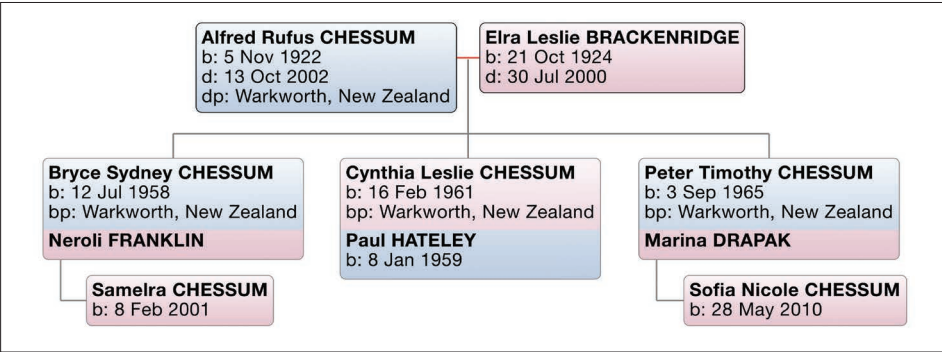 Alfred Rufus CHESSUM
b: 5 Nov 1922
d: 13 Oct 2002
dp: Warkworth, New Zealand
Elra Leslie BRACKENRIDGE
b: 21 Oct 1924
d: 30 Jul 2000
Bryce Sydney CHESSUM
b: 12 Jul 1958
bp: Warkworth, New Zealand
Neroli FRANKLIN
Samelra CHESSUM
b: 8 Feb 2001
Cynthia Leslie CHESSUM
b: 16 Feb 1961
bp: Warkworth, New Zealand
Paul HATELEY
b: 8 Jan 1959
Peter Timothy CHESSUM
b: 3 Sep 1965
bp: Warkworth, New Zealand
Marina DRAPAK
Sofia Nicole CHESSUM
b: 28 May 2010